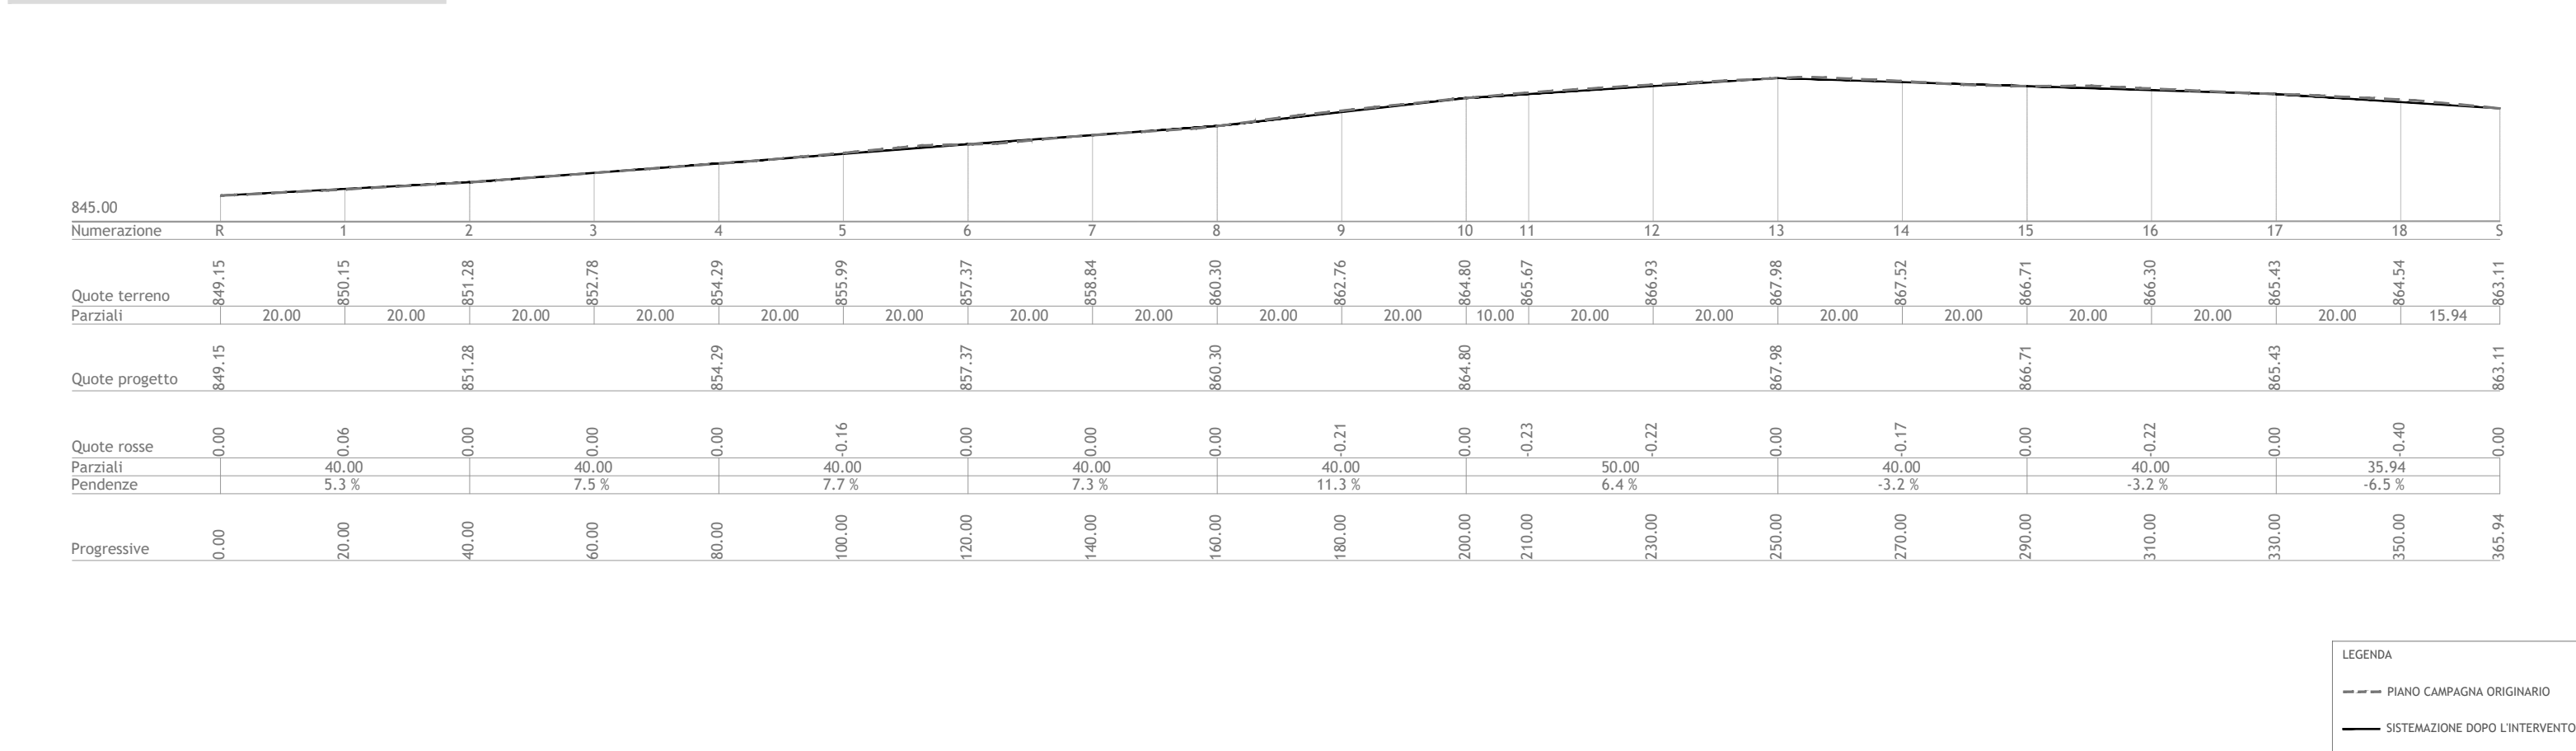 845.00
Numerazione R 1 2 3 4 5 6 7 8 9 10 11 12 13 14 15 16 17 18 S
Quote terreno 849.15 850.15 851.28 852.78 854.29 855.99 857.37 858.84 860.30 862.76 864.80 865.67 866.93 867.98 867.52 866.71 866.30 865.43 864.54 863.11
Parziali 20.00 20.00 20.00 20.00 20.00 20.00 20.00 20.00 20.00 20.00 10.00 20.00 20.00 20.00 20.00 20.00 20.00 20.00 15.94
Quote progetto 849.15 851.28 854.29 857.37 860.30 864.80 867.98 866.71 865.43 863.11
Quote rosse 0.00 0.06 0.00 0.00 0.00 -0.16 0.00 0.00 0.00 -0.21 0.00 -0.23 -0.22 0.00 -0.17 0.00 -0.22 0.00 -0.40 0.00
Parziali 40.00 40.00 40.00 40.00 40.00 50.00 40.00 40.00 35.94
Pendenze 5.3 % 7.5 % 7.7 % 7.3 % 11.3 % 6.4 % -3.2 % -3.2 % -6.5 %
Progressive 0.00 20.00 40.00 60.00 80.00 100.00 120.00 140.00 160.00 180.00 200.00 210.00 230.00 250.00 270.00 290.00 310.00 330.00 350.00 365.94
LEGENDA
PIANO CAMPAGNA ORIGINARIO
SISTEMAZIONE DOPO L'INTERVENTO